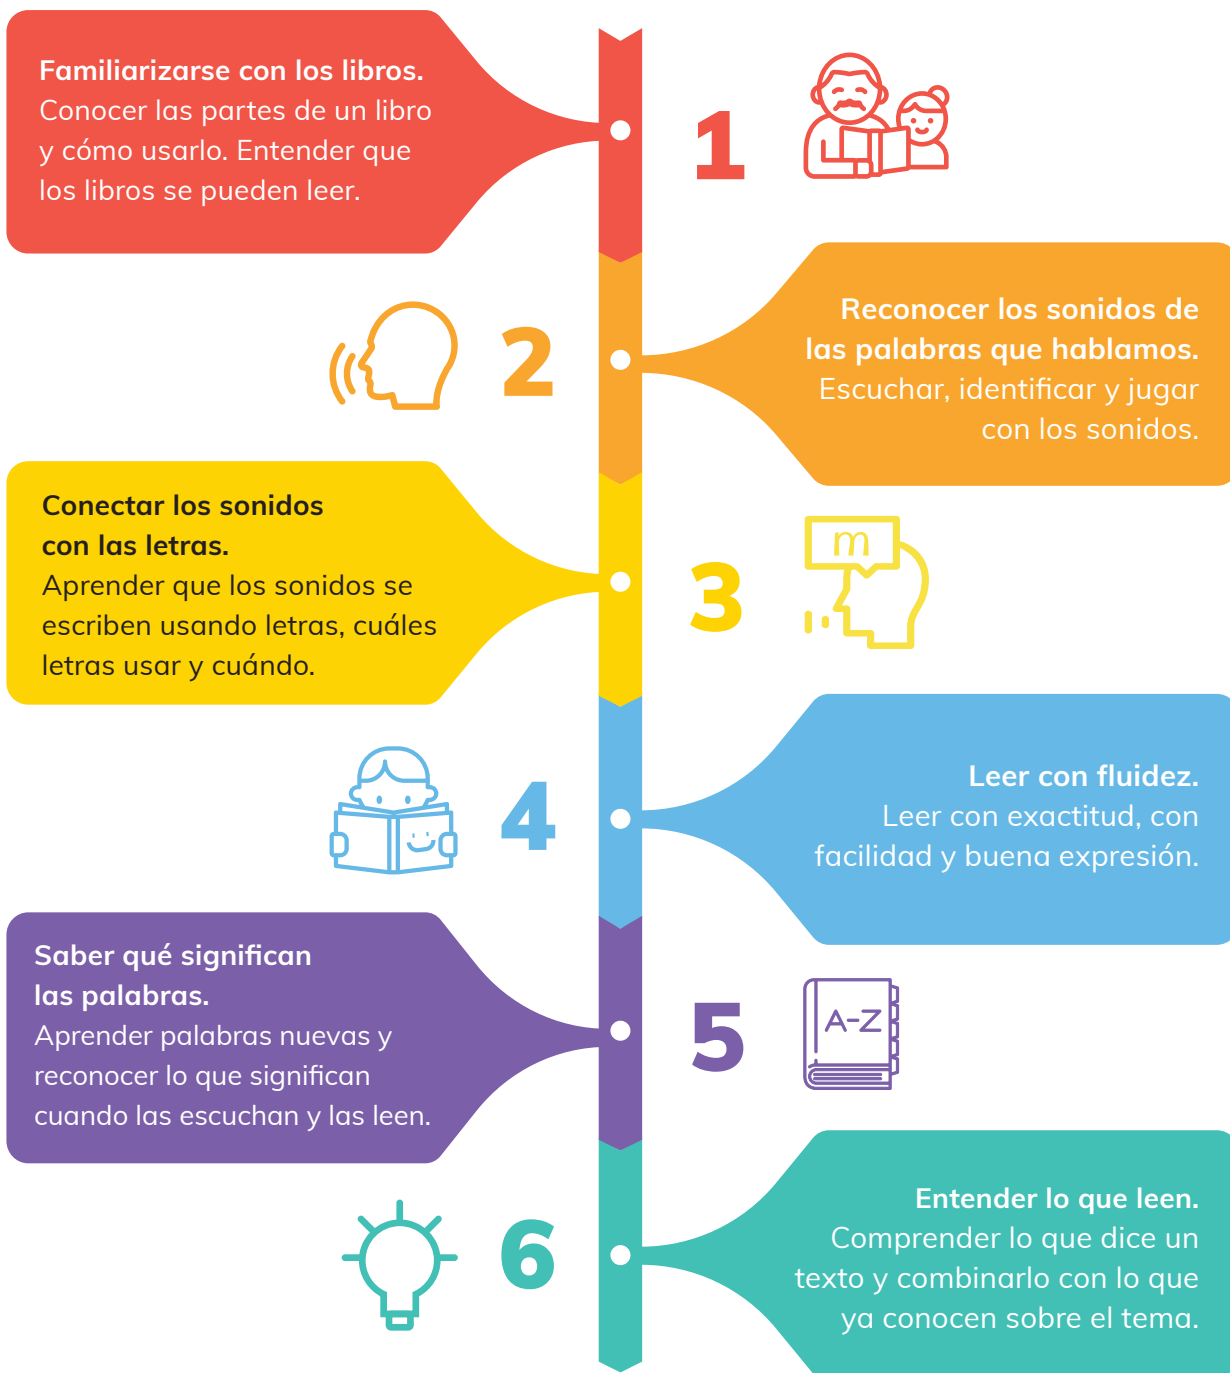 Familiarizarse con los libros.
Conocer las partes de un libro
y cómo usarlo. Entender que
los libros se pueden leer.
1
2
Reconocer los sonidos de
las palabras que hablamos.
Escuchar, identificar y jugar
con los sonidos.
Conectar los sonidos
con las letras.
Aprender que los sonidos se
escriben usando letras, cuáles
letras usar y cuándo.
3
m
4
Leer con fluidez.
Leer con exactitud, con
facilidad y buena expresión.
Saber qué significan
las palabras.
Aprender palabras nuevas y
reconocer lo que significan
cuando las escuchan y las leen.
5
A-Z
6
Entender lo que leen.
Comprender lo que dice un
texto y combinarlo con lo que
ya conocen sobre el tema.